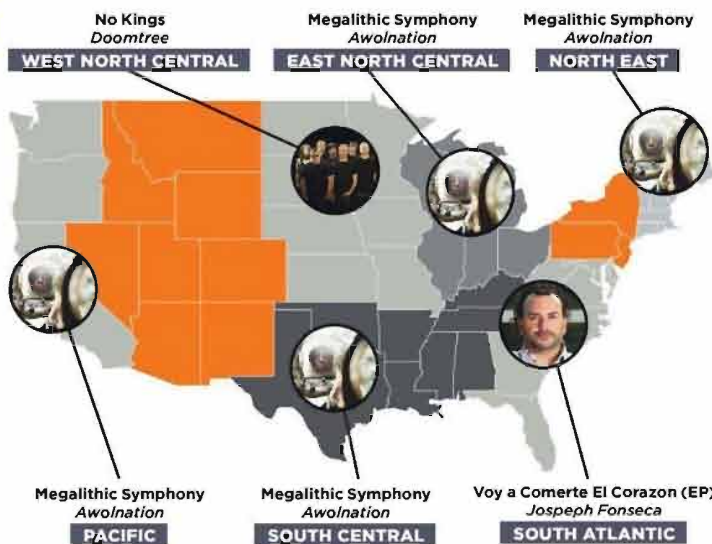 No Kings
Doomtree
WEST NORTH CENTRAL
Megalithic Symphony
Awolnation
EAST NORTH CENTRAL
Megalithic Symphony
Awolnation
NORTH EAST
Megalithic Symphony
Awolnation
PACIFIC
Megalithic Symphony
Awolnation
SOUTH CENTRAL
Voy a Comerte El Corazon (EP)
Jospeph Fonseca
SOUTH ATLANTIC